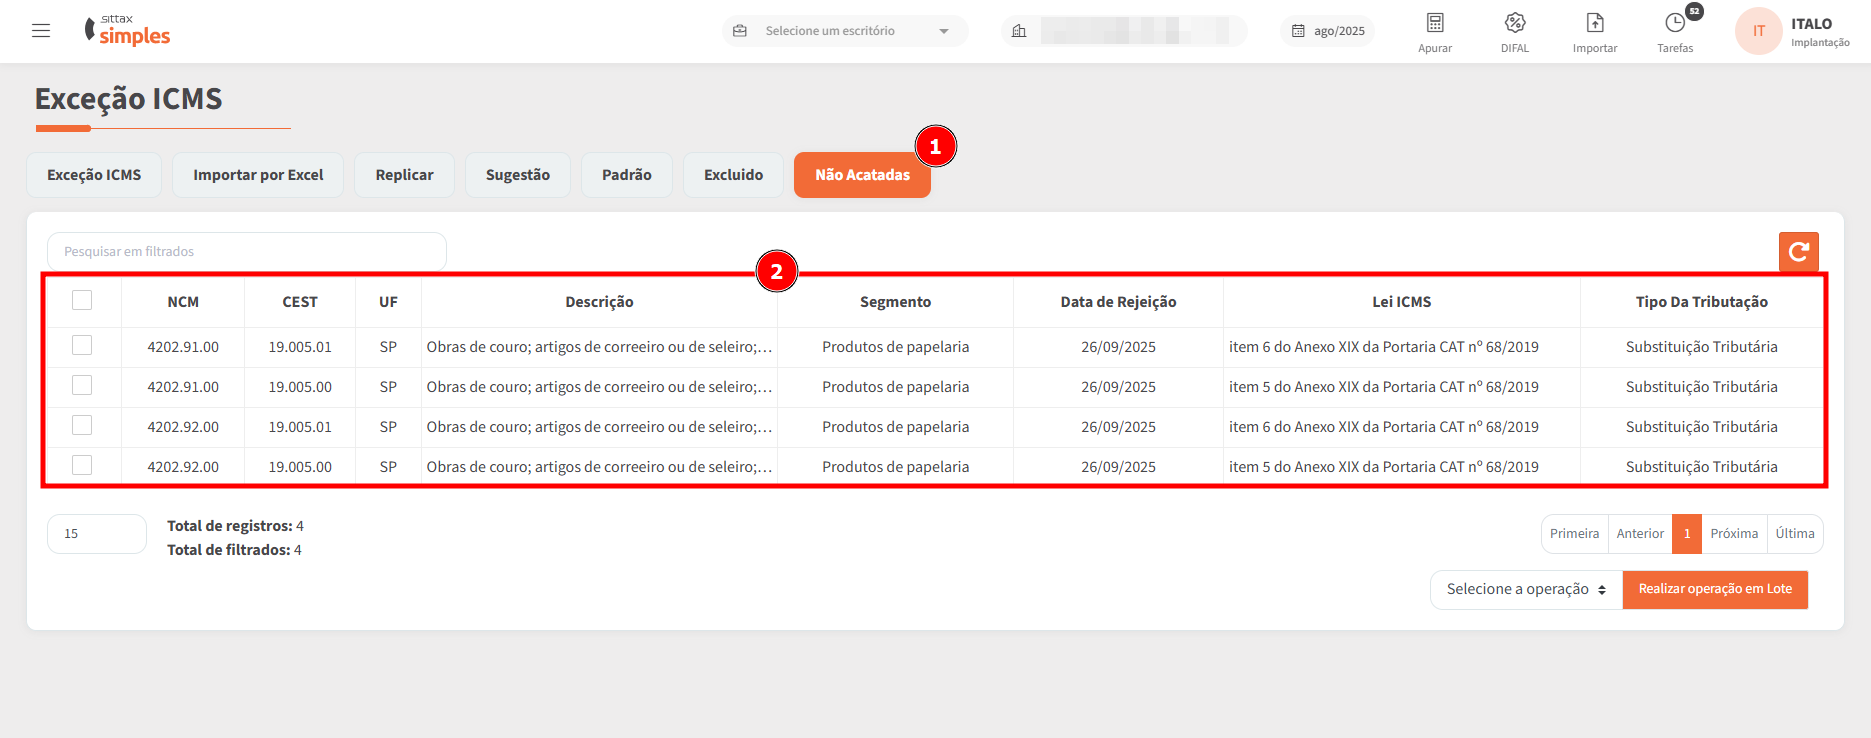 sittax
simples
Selecione um escritório
ago/2025
Apurar
DIFAL
Importar
52
Tarefas
IT
ITALO
Implantação
Exceção ICMS
1
Exceção ICMS
Importar por Excel
Replicar
Sugestão
Padrão
Excluido
Não Acatadas
Pesquisar em filtrados
2
NCM CEST UF Descrição Segmento Data de Rejeição Lei ICMS Tipo Da Tributação
4202.91.00 19.005.01 SP Obras de couro; artigos de correeiro ou de seleiro;... Produtos de papelaria 26/09/2025 item 6 do Anexo XIX da Portaria CAT nº 68/2019 Substituição Tributária
4202.91.00 19.005.00 SP Obras de couro; artigos de correeiro ou de seleiro;... Produtos de papelaria 26/09/2025 item 5 do Anexo XIX da Portaria CAT nº 68/2019 Substituição Tributária
4202.92.00 19.005.01 SP Obras de couro; artigos de correeiro ou de seleiro;... Produtos de papelaria 26/09/2025 item 6 do Anexo XIX da Portaria CAT nº 68/2019 Substituição Tributária
4202.92.00 19.005.00 SP Obras de couro; artigos de correeiro ou de seleiro;... Produtos de papelaria 26/09/2025 item 5 do Anexo XIX da Portaria CAT nº 68/2019 Substituição Tributária
15
Total de registros: 4
Total de filtrados: 4
Primeira Anterior 1 Próxima Última
Selecione a operação
Realizar operação em Lote